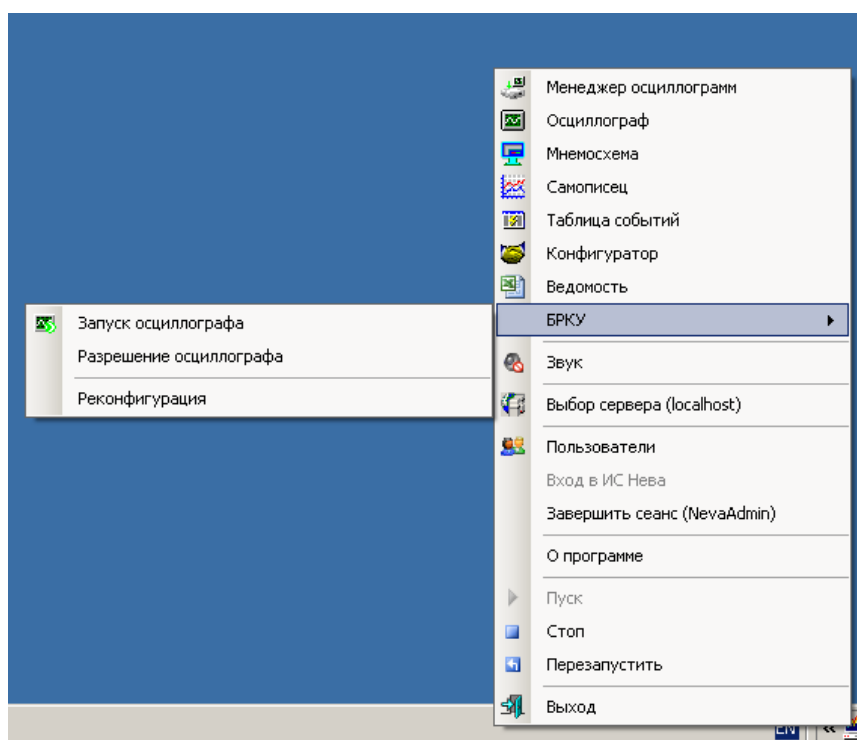 Менеджер осциллограмм
Осциллограф
Мнемосхема
Самописец
Таблица событий
Конфигуратор
Ведомость
БРКУ
Запуск осциллографа
Разрешение осциллографа
Реконфигурация
Звук
Выбор сервера (localhost)
Пользователи
Вход в ИС Нева
Завершить сеанс (NevaAdmin)
О программе
Пуск
Стоп
Перезапустить
Выход
EN «